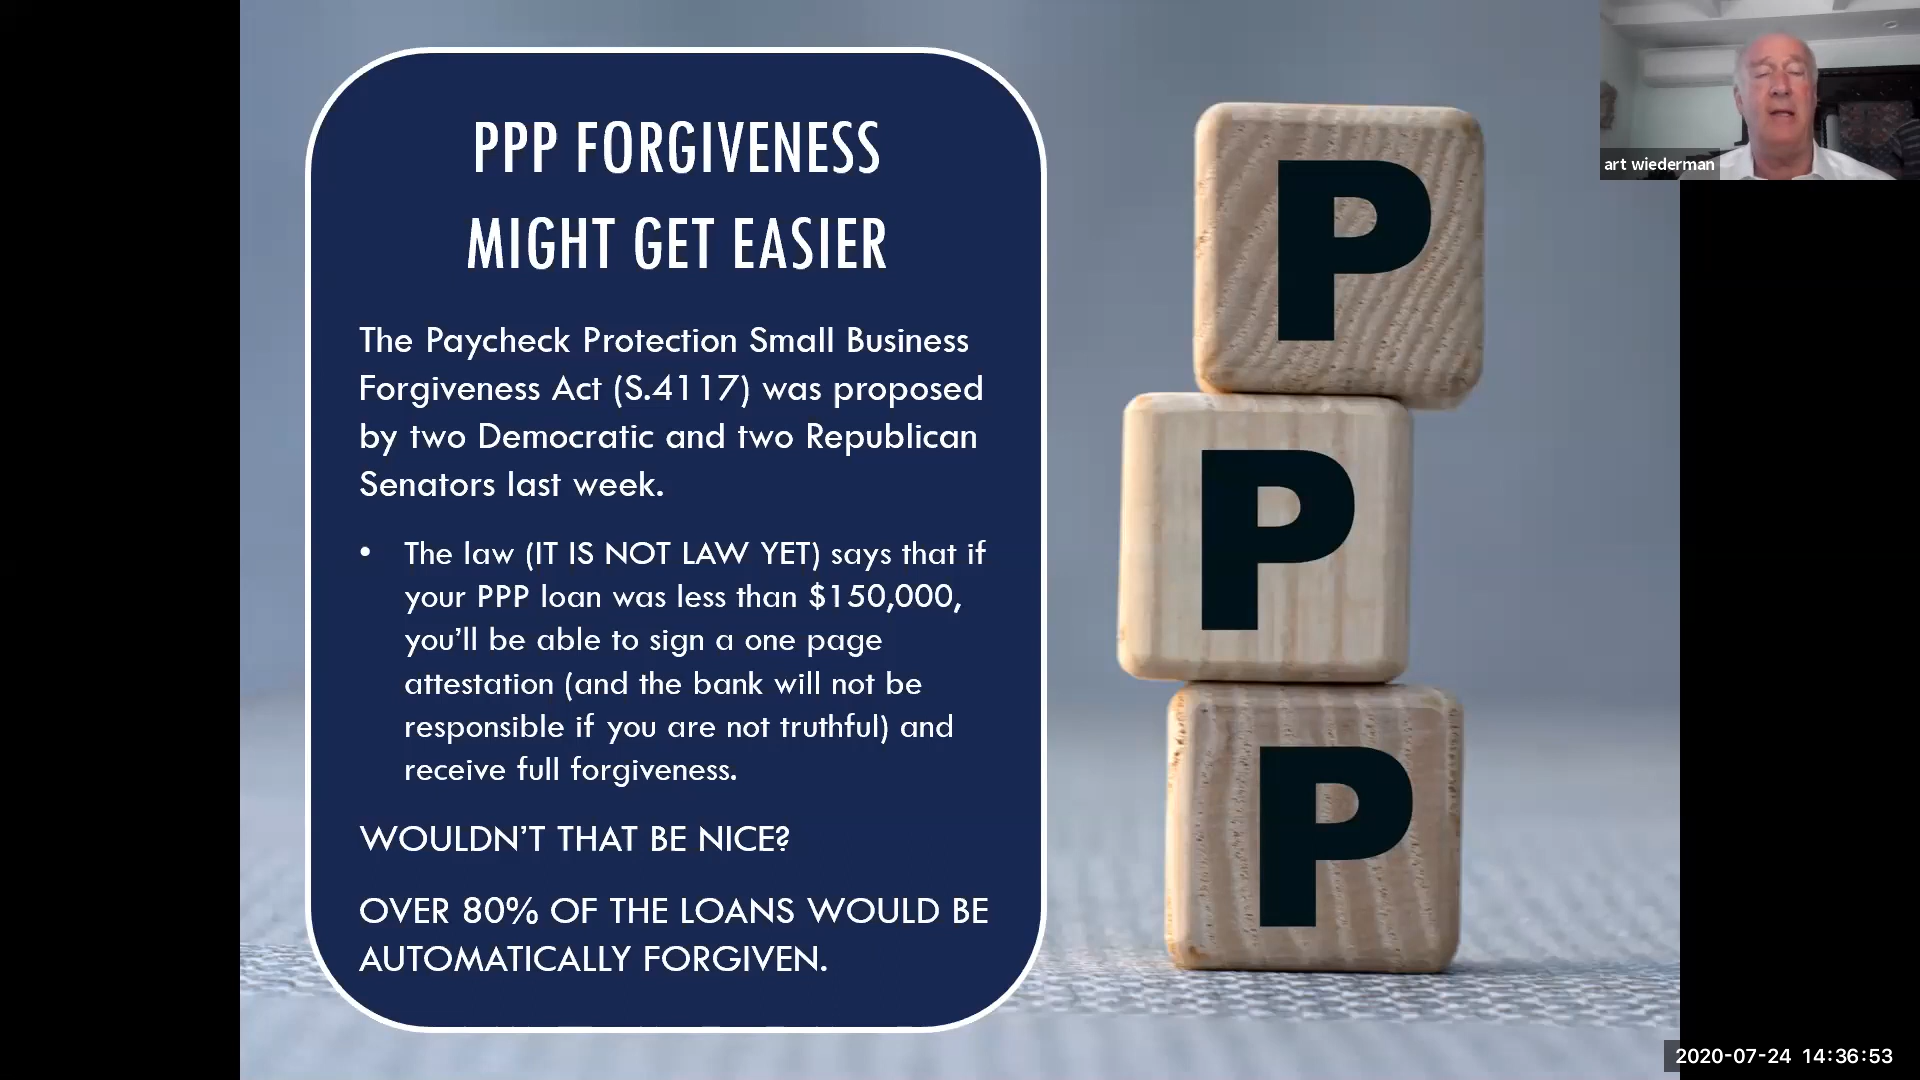 PPP FORGIVENESS
MIGHT GET EASIER
The Paycheck Protection Small Business
Forgiveness Act (S.4117) was proposed
by two Democratic and two Republican
Senators last week.
• The law (IT IS NOT LAW YET) says that if
your PPP loan was less than $150,000,
you’ll be able to sign a one page
attestation (and the bank will not be
responsible if you are not truthful) and
receive full forgiveness.
WOULDN’T THAT BE NICE?
OVER 80% OF THE LOANS WOULD BE
AUTOMATICALLY FORGIVEN.
P
P
P
art wiederman
2020-07-24 14:36:53